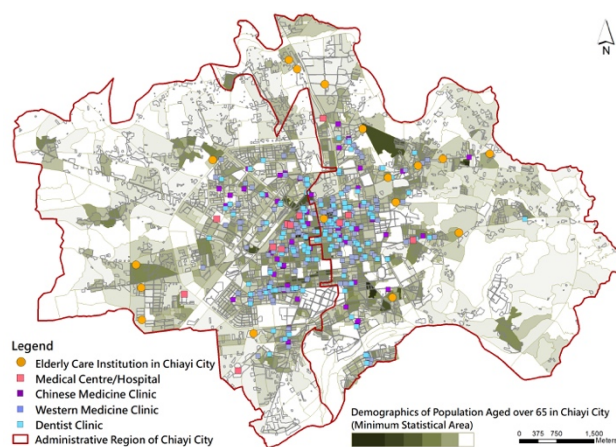 N
Legend
Elderly Care Institution in Chiayi City
Medical Centre/Hospital
Chinese Medicine Clinic
Western Medicine Clinic
Dentist Clinic
Administrative Region of Chiayi City
Demographics of Population Aged over 65 in Chiayi City
(Minimum Statistical Area)
0 375 750 1,500